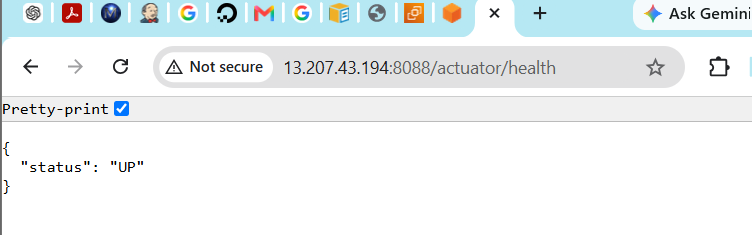 Ask Gemini
Not secure 13.207.43.194:8088/actuator/health
Pretty-print
{
"status": "UP"
}